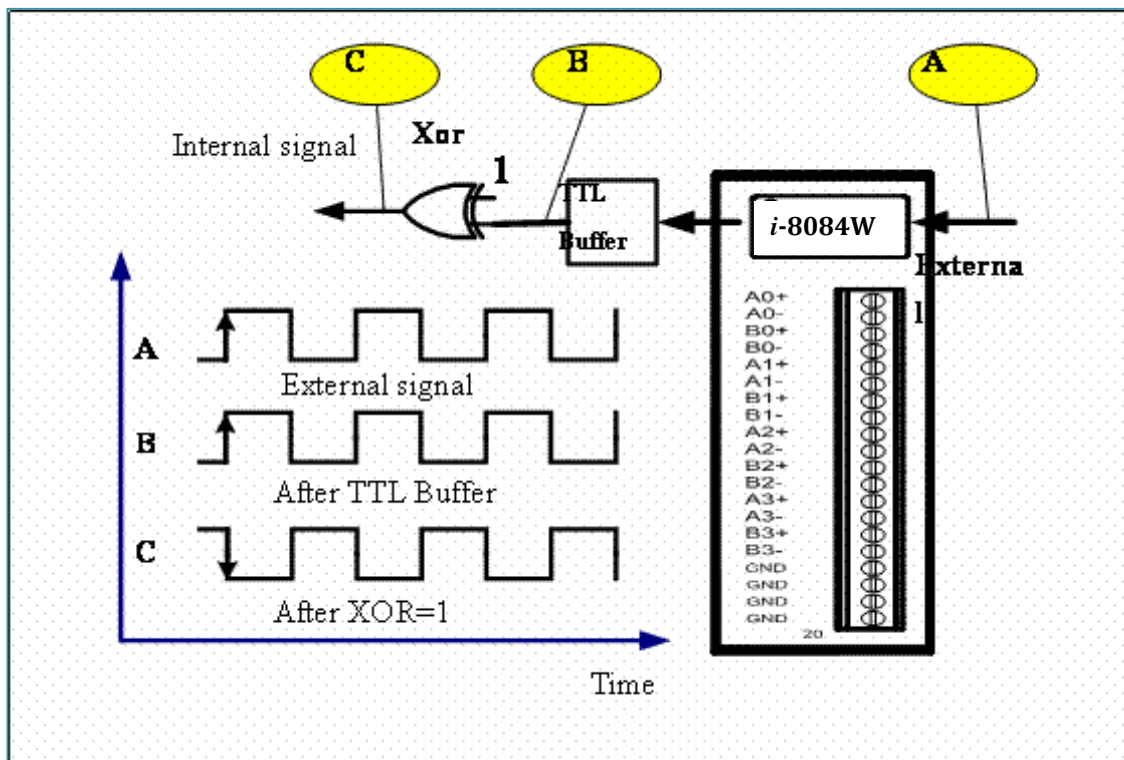 C
B
A
Xor
Internal signal
1
TTL
Buffer
i-8084W
Externa
l
A0+
A0-
B0+
B0-
A1+
A1-
B1+
B1-
A2+
A2-
B2+
B2-
A3+
A3-
B3+
B3-
GND
GND
GND
GND
20
A
External signal
B
After TTL Buffer
C
After XOR=1
Time